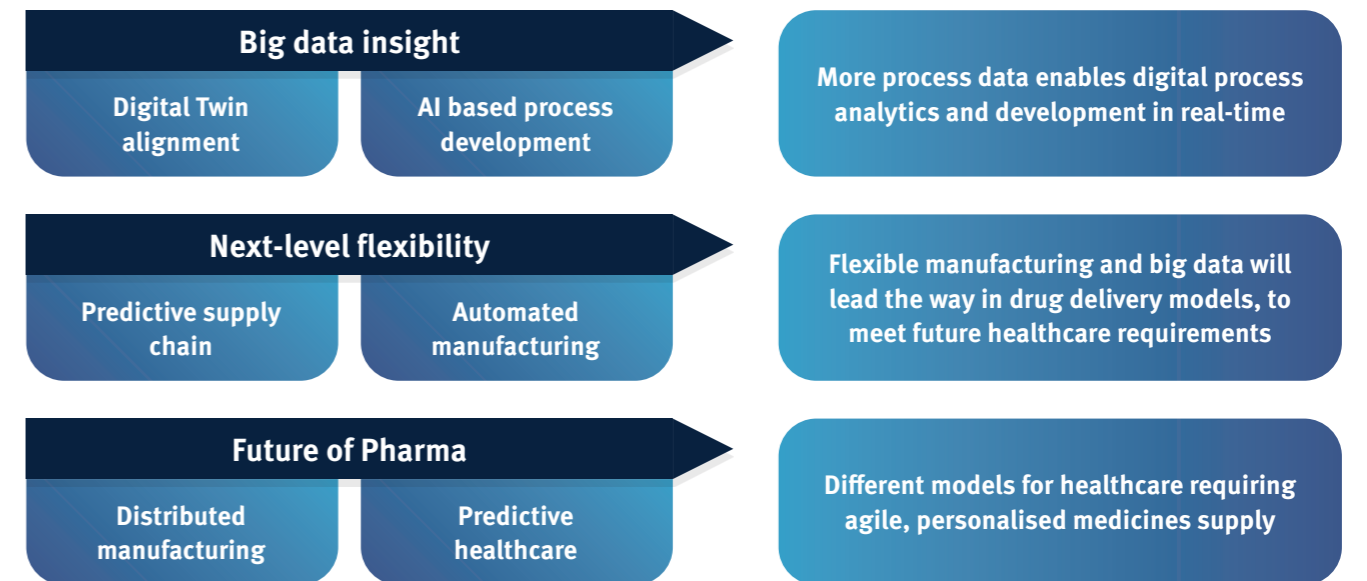 Big data insight
Digital Twin
alignment
AI based process
development
More process data enables digital process
analytics and development in real-time
Next-level flexibility
Predictive supply
chain
Automated
manufacturing
Flexible manufacturing and big data will
lead the way in drug delivery models, to
meet future healthcare requirements
Future of Pharma
Distributed
manufacturing
Predictive
healthcare
Different models for healthcare requiring
agile, personalised medicines supply